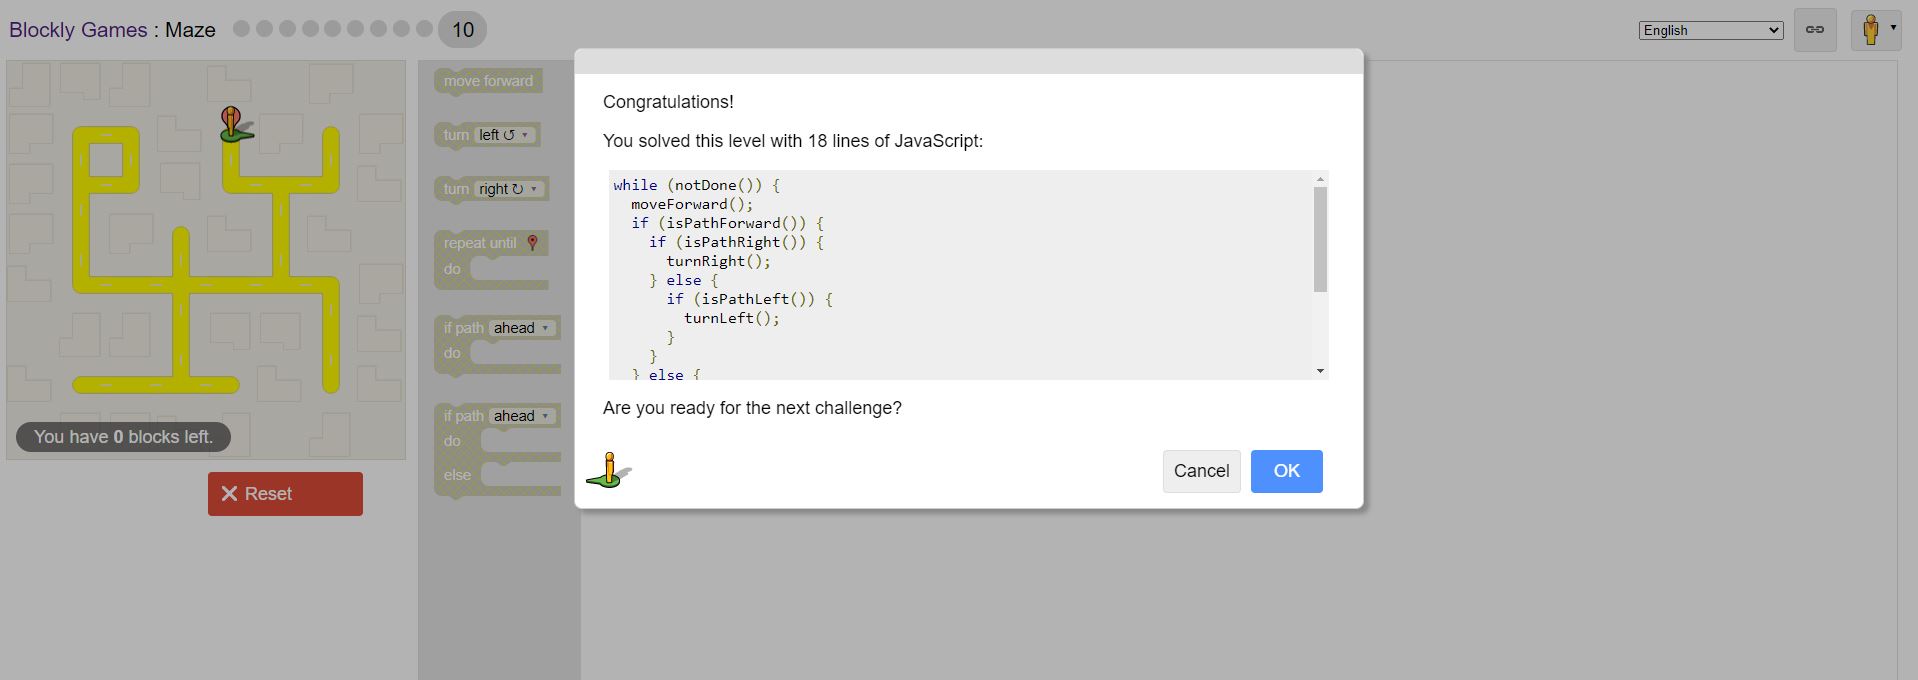 Blockly Games : Maze
10
English
move forward
turn left ↺ ▾
turn right ↻ ▾
repeat until
do
if path ahead ▾
do
if path ahead ▾
do
else
You have 0 blocks left.
Reset
Congratulations!
You solved this level with 18 lines of JavaScript:
while (notDone()) {
  moveForward();
  if (isPathForward()) {
    if (isPathRight()) {
      turnRight();
    } else {
      if (isPathLeft()) {
        turnLeft();
      }
    }
  } else {
Are you ready for the next challenge?
Cancel
OK